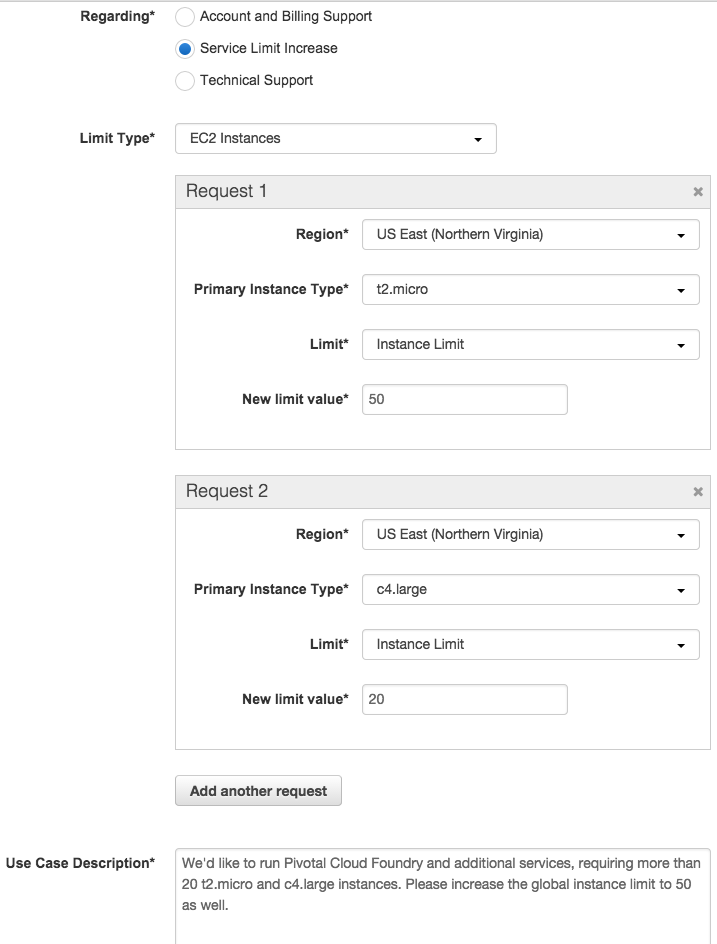 Regarding* Account and Billing Support
Service Limit Increase
Technical Support
Limit Type* EC2 Instances
Request 1
Region* US East (Northern Virginia)
Primary Instance Type* t2.micro
Limit* Instance Limit
New limit value* 50
Request 2
Region* US East (Northern Virginia)
Primary Instance Type* c4.large
Limit* Instance Limit
New limit value* 20
Add another request
Use Case Description* We'd like to run Pivotal Cloud Foundry and additional services, requiring more than
20 t2.micro and c4.large instances. Please increase the global instance limit to 50
as well.